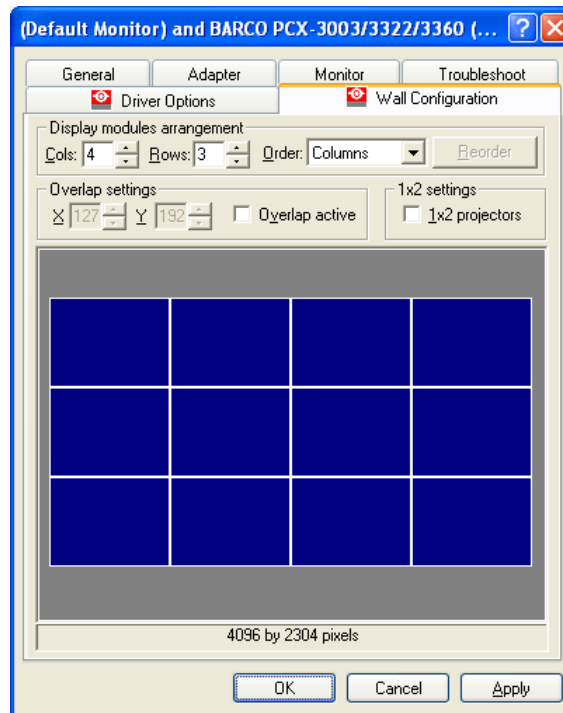 (Default Monitor) and BARCO PCX-3003/3322/3360 (... ?
General Adapter Monitor Troubleshoot
Driver Options Wall Configuration
Display modules arrangement
Cols: 4 Rows: 3 Order: Columns Reorder
Overlap settings 1x2 settings
X 127 Y 192 Overlap active 1x2 projectors
4096 by 2304 pixels
OK Cancel Apply